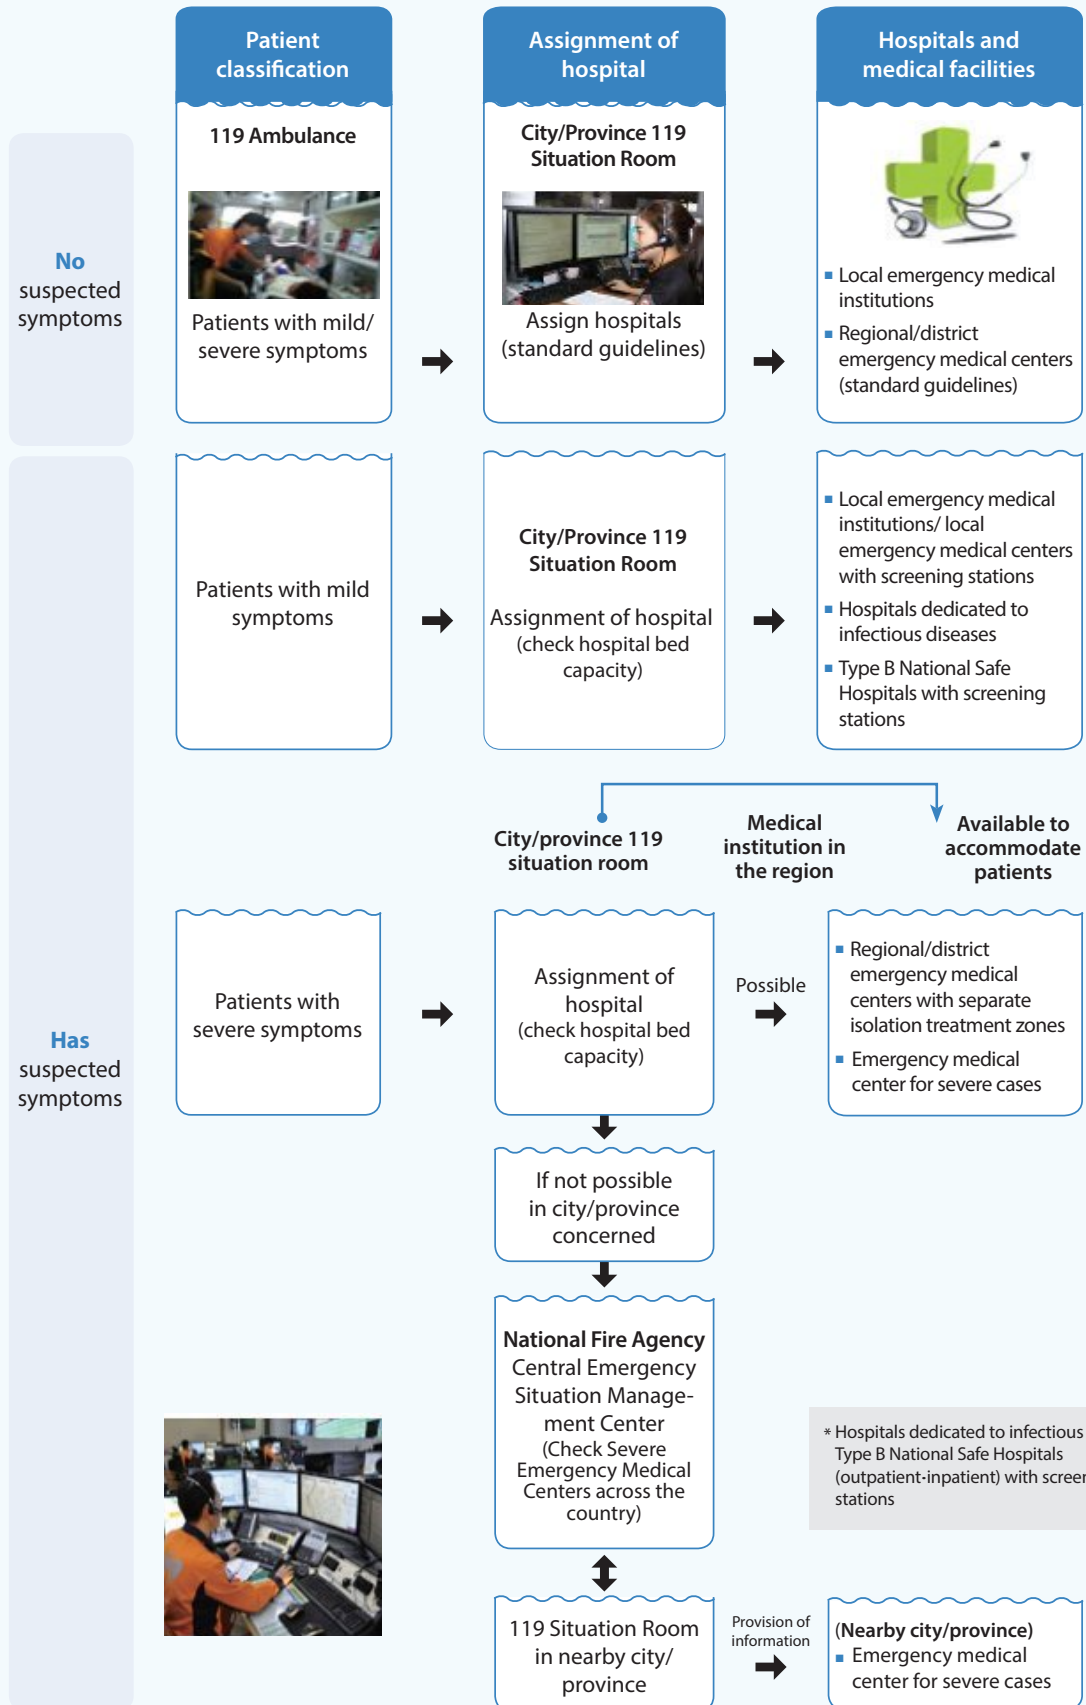 Patient
classification
Assignment of
hospital
Hospitals and
medical facilities
No
suspected
symptoms
119 Ambulance
Patients with mild/
severe symptoms
City/Province 119
Situation Room
Assign hospitals
(standard guidelines)
▪ Local emergency medical
institutions
▪ Regional/district
emergency medical centers
(standard guidelines)
Has
suspected
symptoms
Patients with mild
symptoms
City/Province 119
Situation Room
Assignment of hospital
(check hospital bed
capacity)
▪ Local emergency medical
institutions/ local
emergency medical centers
with screening stations
▪ Hospitals dedicated to
infectious diseases
▪ Type B National Safe
Hospitals with screening
stations
City/province 119
situation room
Medical
institution in
the region
Available to
accommodate
patients
Patients with
severe symptoms
Assignment of
hospital
(check hospital bed
capacity)
Possible
▪ Regional/district
emergency medical
centers with separate
isolation treatment zones
▪ Emergency medical
center for severe cases
If not possible
in city/province
concerned
National Fire Agency
Central Emergency
Situation Manage-
ment Center
(Check Severe
Emergency Medical
Centers across the
country)
* Hospitals dedicated to infectious
Type B National Safe Hospitals
(outpatient-inpatient) with
stations
119 Situation Room
in nearby city/
province
Provision of
information
(Nearby city/province)
▪ Emergency medical
center for severe cases